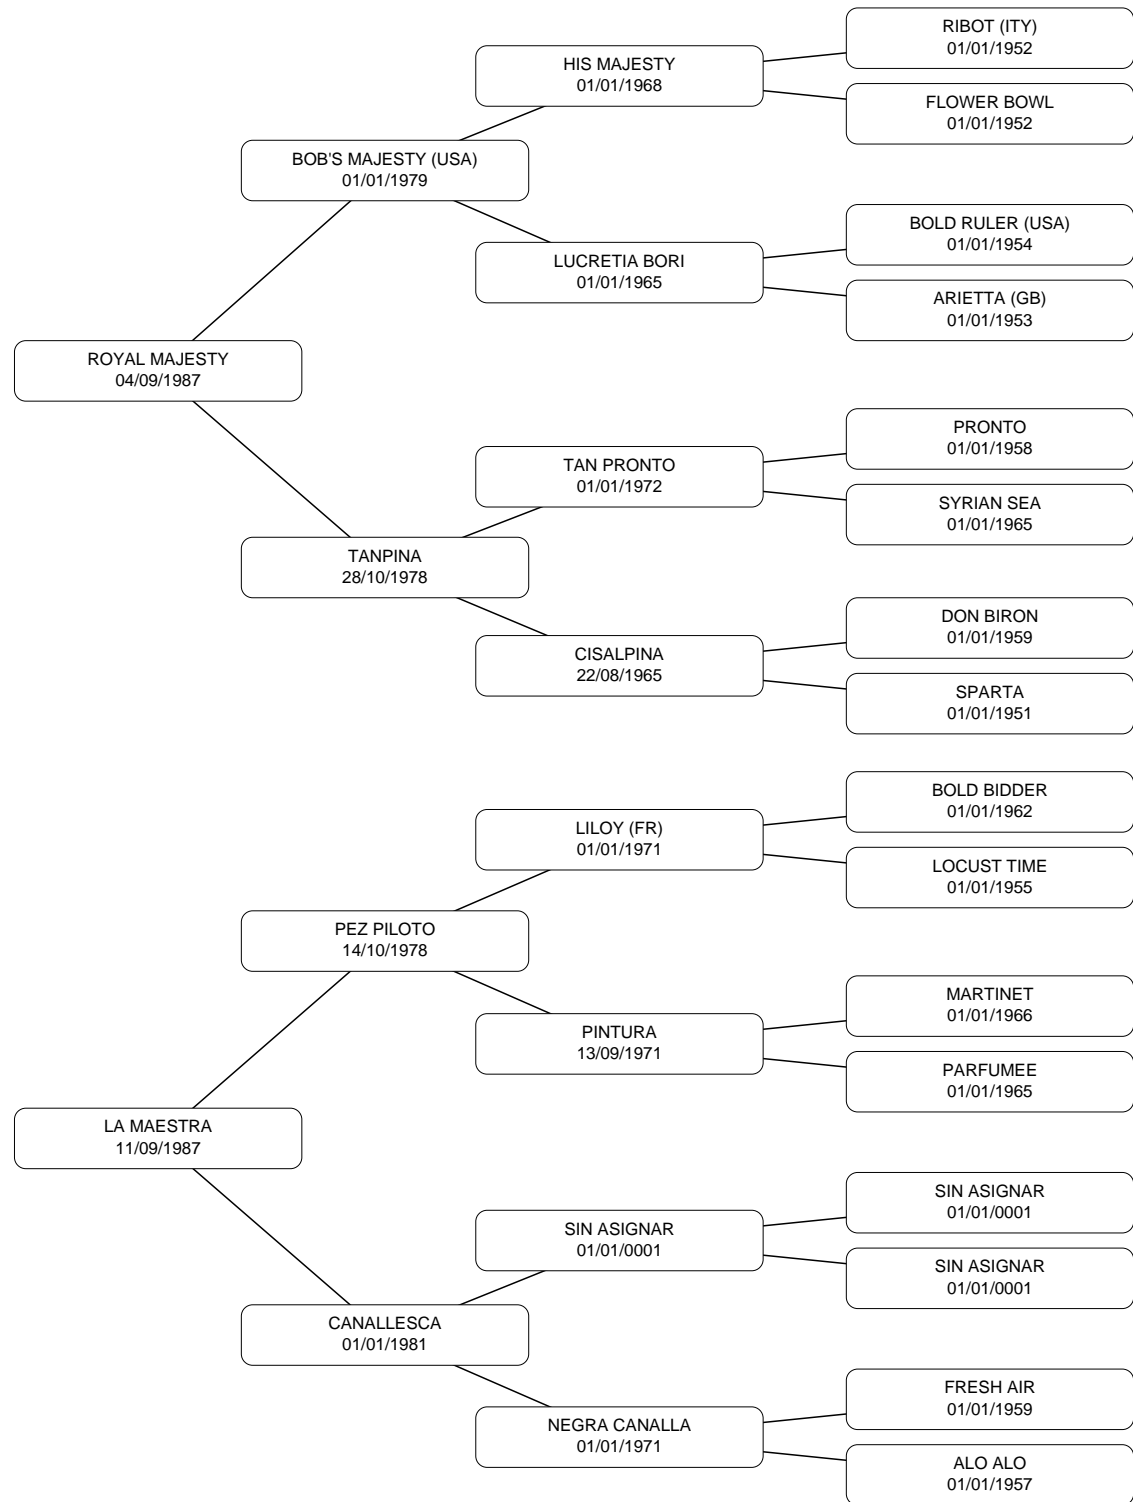 RIBOT (ITY)
01/01/1952
HIS MAJESTY
01/01/1968
FLOWER BOWL
01/01/1952
BOB'S MAJESTY (USA)
01/01/1979
BOLD RULER (USA)
01/01/1954
LUCRETIA BORI
01/01/1965
ARIETTA (GB)
01/01/1953
ROYAL MAJESTY
04/09/1987
PRONTO
01/01/1958
TAN PRONTO
01/01/1972
SYRIAN SEA
01/01/1965
TANPINA
28/10/1978
DON BIRON
01/01/1959
CISALPINA
22/08/1965
SPARTA
01/01/1951
BOLD BIDDER
01/01/1962
LILOY (FR)
01/01/1971
LOCUST TIME
01/01/1955
PEZ PILOTO
14/10/1978
MARTINET
01/01/1966
PINTURA
13/09/1971
PARFUMEE
01/01/1965
LA MAESTRA
11/09/1987
SIN ASIGNAR
01/01/0001
SIN ASIGNAR
01/01/0001
SIN ASIGNAR
01/01/0001
CANALLESCA
01/01/1981
FRESH AIR
01/01/1959
NEGRA CANALLA
01/01/1971
ALO ALO
01/01/1957